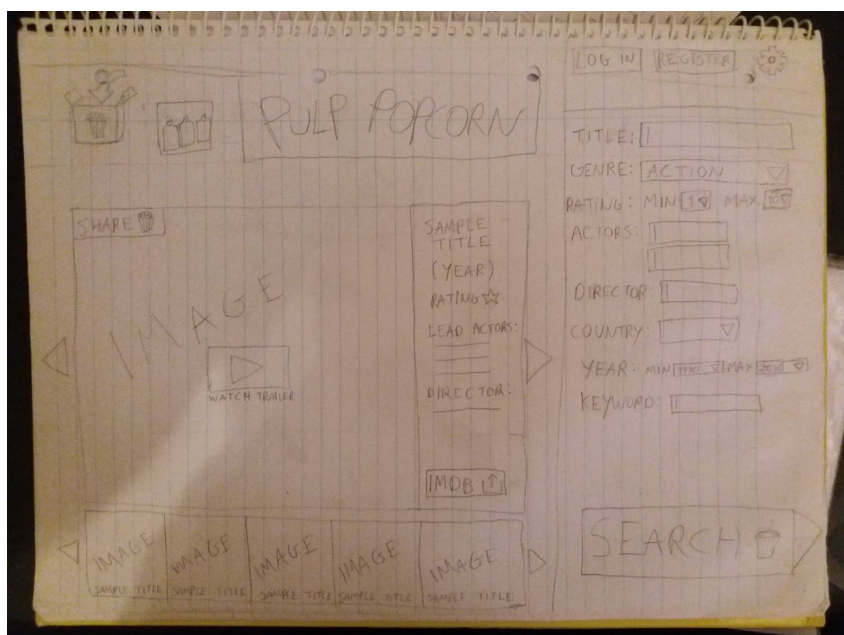 LOG IN REGISTER
PULP POPCORN
TITLE:
GENRE: ACTION
RATING: MIN 1 MAX 10
ACTORS:
DIRECTOR
COUNTRY:
YEAR: MIN MAX
KEYWORD:
SEARCH
SHARE
IMAGE
WATCH TRAILER
SAMPLE
TITLE
(YEAR)
RATING
LEAD ACTORS:
DIRECTOR:
IMDB
IMAGE IMAGE IMAGE IMAGE IMAGE
SAMPLE TITLE SAMPLE TITLE SAMPLE TITLE SAMPLE TITLE SAMPLE TITLE